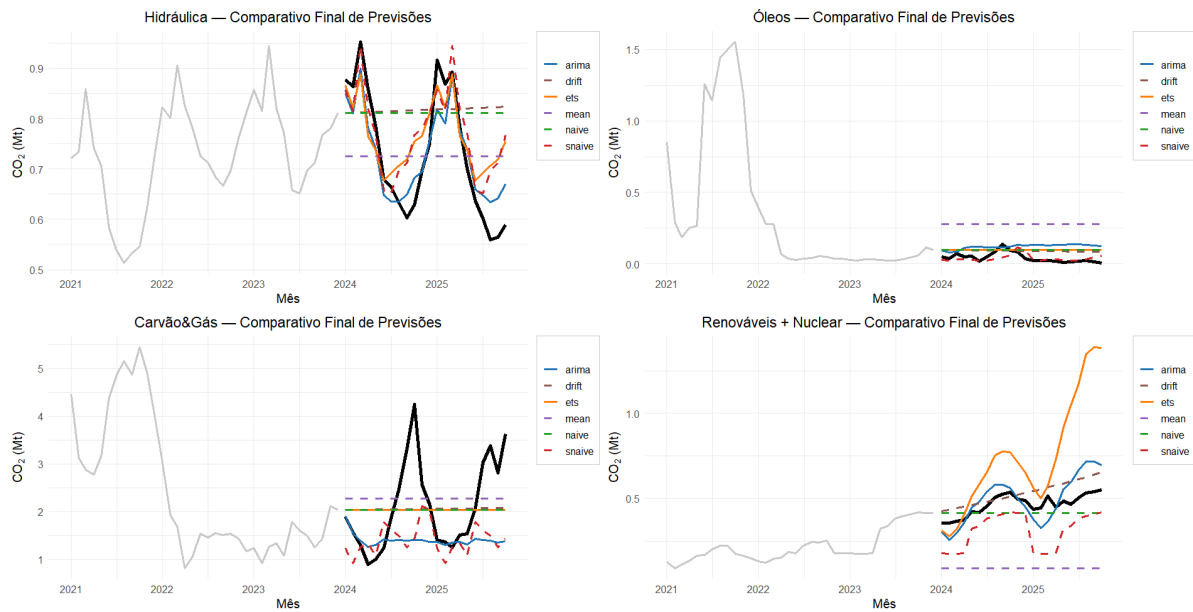 Hidráulica — Comparativo Final de Previsões
CO₂ (Mt)
0.9
0.8
0.7
0.6
0.5
2021
2022
2023
2024
2025
Mês
arima
drift
ets
mean
naive
snaive
Óleos — Comparativo Final de Previsões
CO₂ (Mt)
1.5
1.0
0.5
0.0
2021
2022
2023
2024
2025
Mês
arima
drift
ets
mean
naive
snaive
Carvão&Gás — Comparativo Final de Previsões
CO₂ (Mt)
5
4
3
2
1
2021
2022
2023
2024
2025
Mês
arima
drift
ets
mean
naive
snaive
Renováveis + Nuclear — Comparativo Final de Previsões
CO₂ (Mt)
1.0
0.5
2021
2022
2023
2024
2025
Mês
arima
drift
ets
mean
naive
snaive